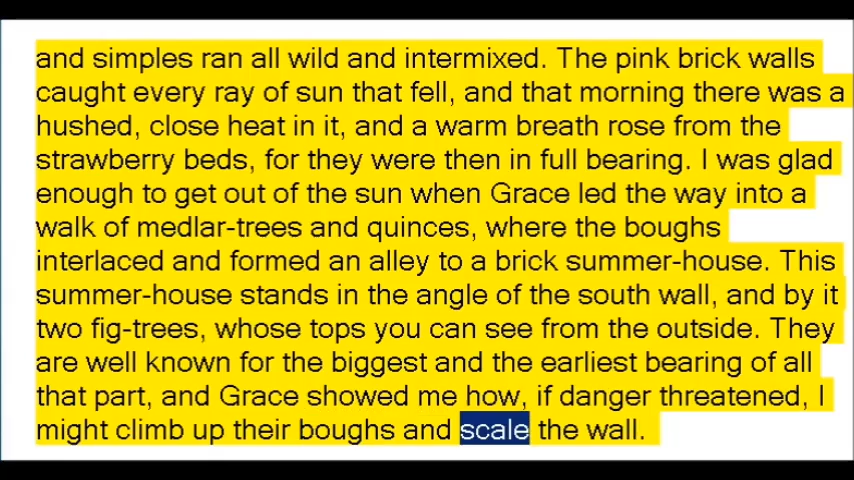 and simples ran all wild and intermixed. The pink brick walls
caught every ray of sun that fell, and that morning there was a
hushed, close heat in it, and a warm breath rose from the
strawberry beds, for they were then in full bearing. I was glad
enough to get out of the sun when Grace led the way into a
walk of medlar-trees and quinces, where the boughs
interlaced and formed an alley to a brick summer-house. This
summer-house stands in the angle of the south wall, and by it
two fig-trees, whose tops you can see from the outside. They
are well known for the biggest and the earliest bearing of all
that part, and Grace showed me how, if danger threatened, I
might climb up their boughs and scale the wall.